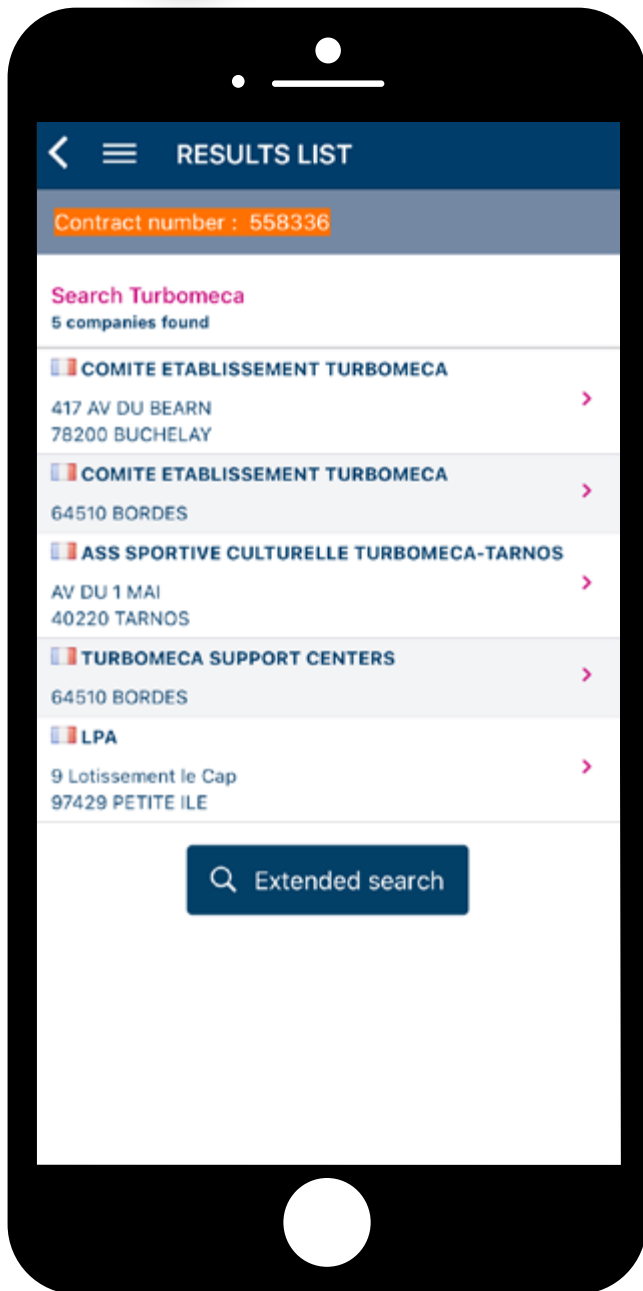 RESULTS LIST
Contract number : 558336
Search Turbomeca
5 companies found
COMITE ETABLISSEMENT TURBOMECA
417 AV DU BEARN
78200 BUCHELAY
COMITE ETABLISSEMENT TURBOMECA
64510 BORDES
ASS SPORTIVE CULTURELLE TURBOMECA-TARNOS
AV DU 1 MAI
40220 TARNOS
TURBOMECA SUPPORT CENTERS
64510 BORDES
LPA
9 Lotissement le Cap
97429 PETITE ILE
Extended search